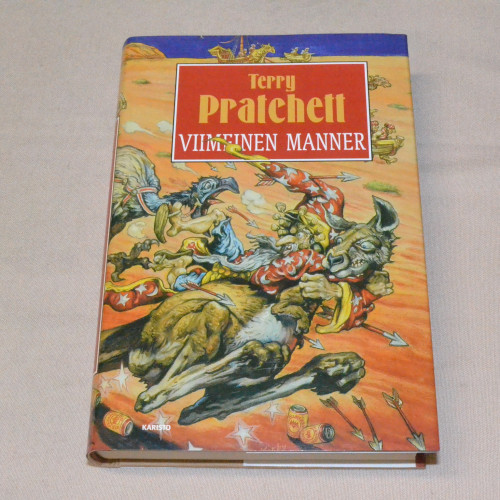 Terry
Pratchett
VIIMEINEN MANNER
KARISTO